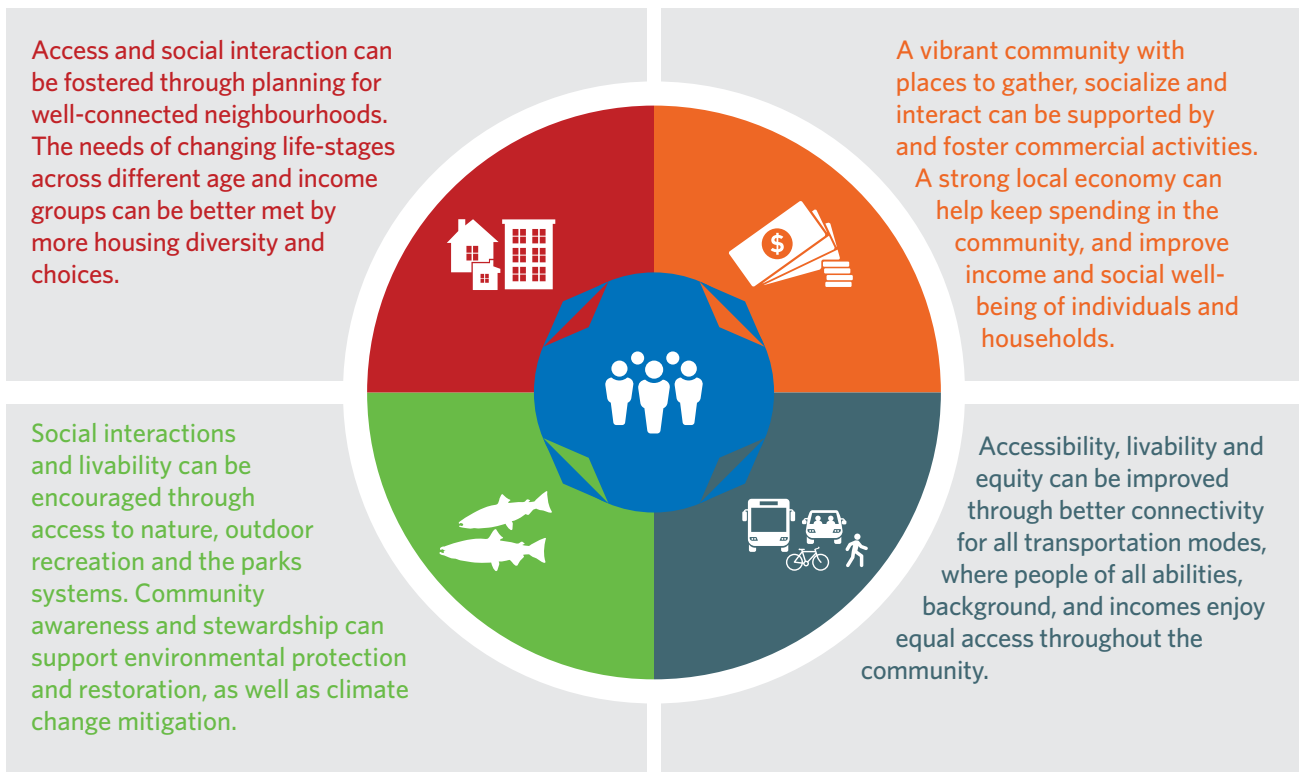 Access and social interaction can
be fostered through planning for
well-connected neighbourhoods.
The needs of changing life-stages
across different age and income
groups can be better met by
more housing diversity and
choices.
A vibrant community with
places to gather, socialize and
interact can be supported by
and foster commercial activities.
A strong local economy can
help keep spending in the
community, and improve
income and social well-
being of individuals and
households.
$
Social interactions
and livability can be
encouraged through
access to nature, outdoor
recreation and the parks
systems. Community
awareness and stewardship can
support environmental protection
and restoration, as well as climate
change mitigation.
Accessibility, livability and
equity can be improved
through better connectivity
for all transportation modes,
where people of all abilities,
background, and incomes enjoy
equal access throughout the
community.